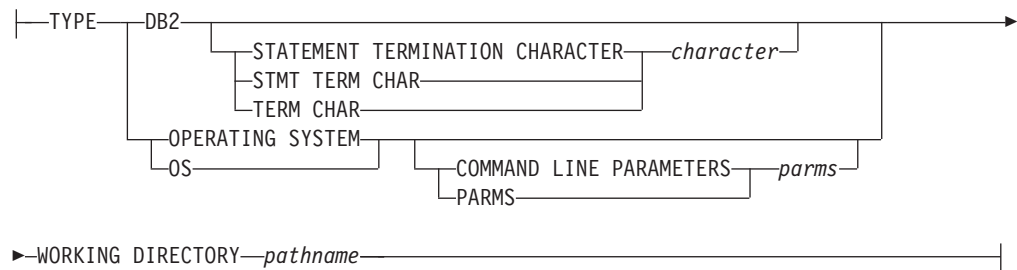 TYPE DB2
STATEMENT TERMINATION CHARACTER character
STMT TERM CHAR
TERM CHAR
OPERATING SYSTEM
OS
COMMAND LINE PARAMETERS parms
PARMS
WORKING DIRECTORY pathname